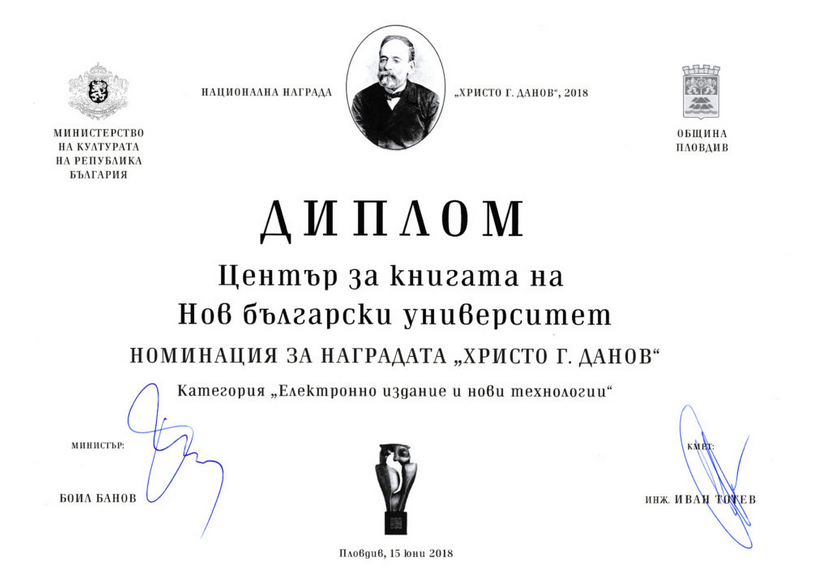 НАЦИОНАЛНА НАГРАДА „ХРИСТО Г. ДАНОВ“, 2018
МИНИСТЕРСТВО
НА КУЛТУРАТА
НА РЕПУБЛИКА
БЪЛГАРИЯ
ОБЩИНА
ПЛОВДИВ
ДИПЛОМ
Център за книгата на
Нов български университет
НОМИНАЦИЯ ЗА НАГРАДАТА „ХРИСТО Г. ДАНОВ“
Категория „Електронно издание и нови технологии“
МИНИСТЪР:
БОИЛ БАНОВ
КМЕТ:
ИНЖ. ИВАН ТОТЕВ
Пловдив, 15 юни 2018